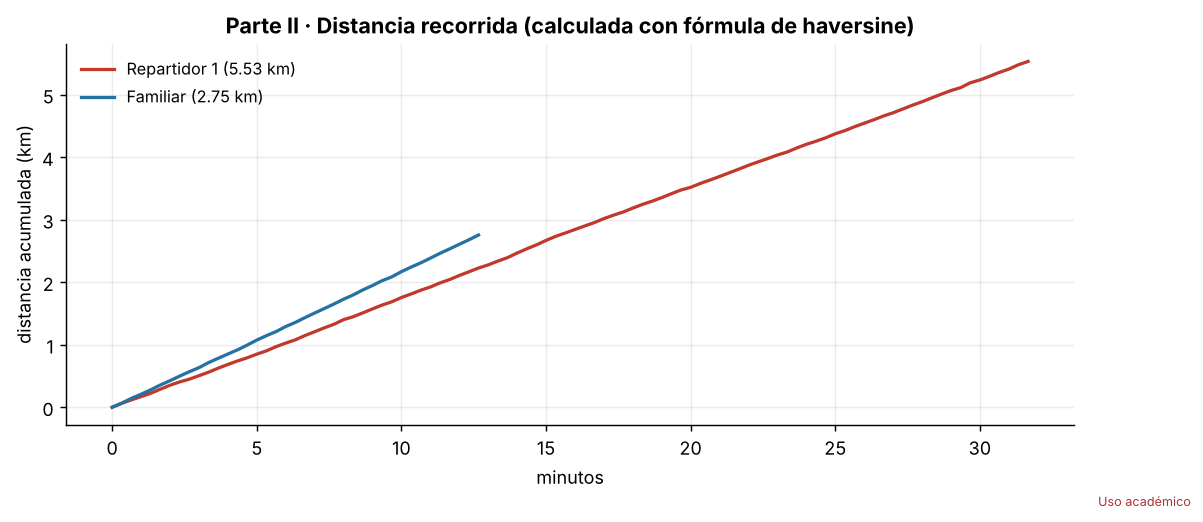 Parte II · Distancia recorrida (calculada con fórmula de haversine)
Repartidor 1 (5.53 km)
Familiar (2.75 km)
distancia acumulada (km)
5
4
3
2
1
0
0 5 10 15 20 25 30
minutos
Uso académico